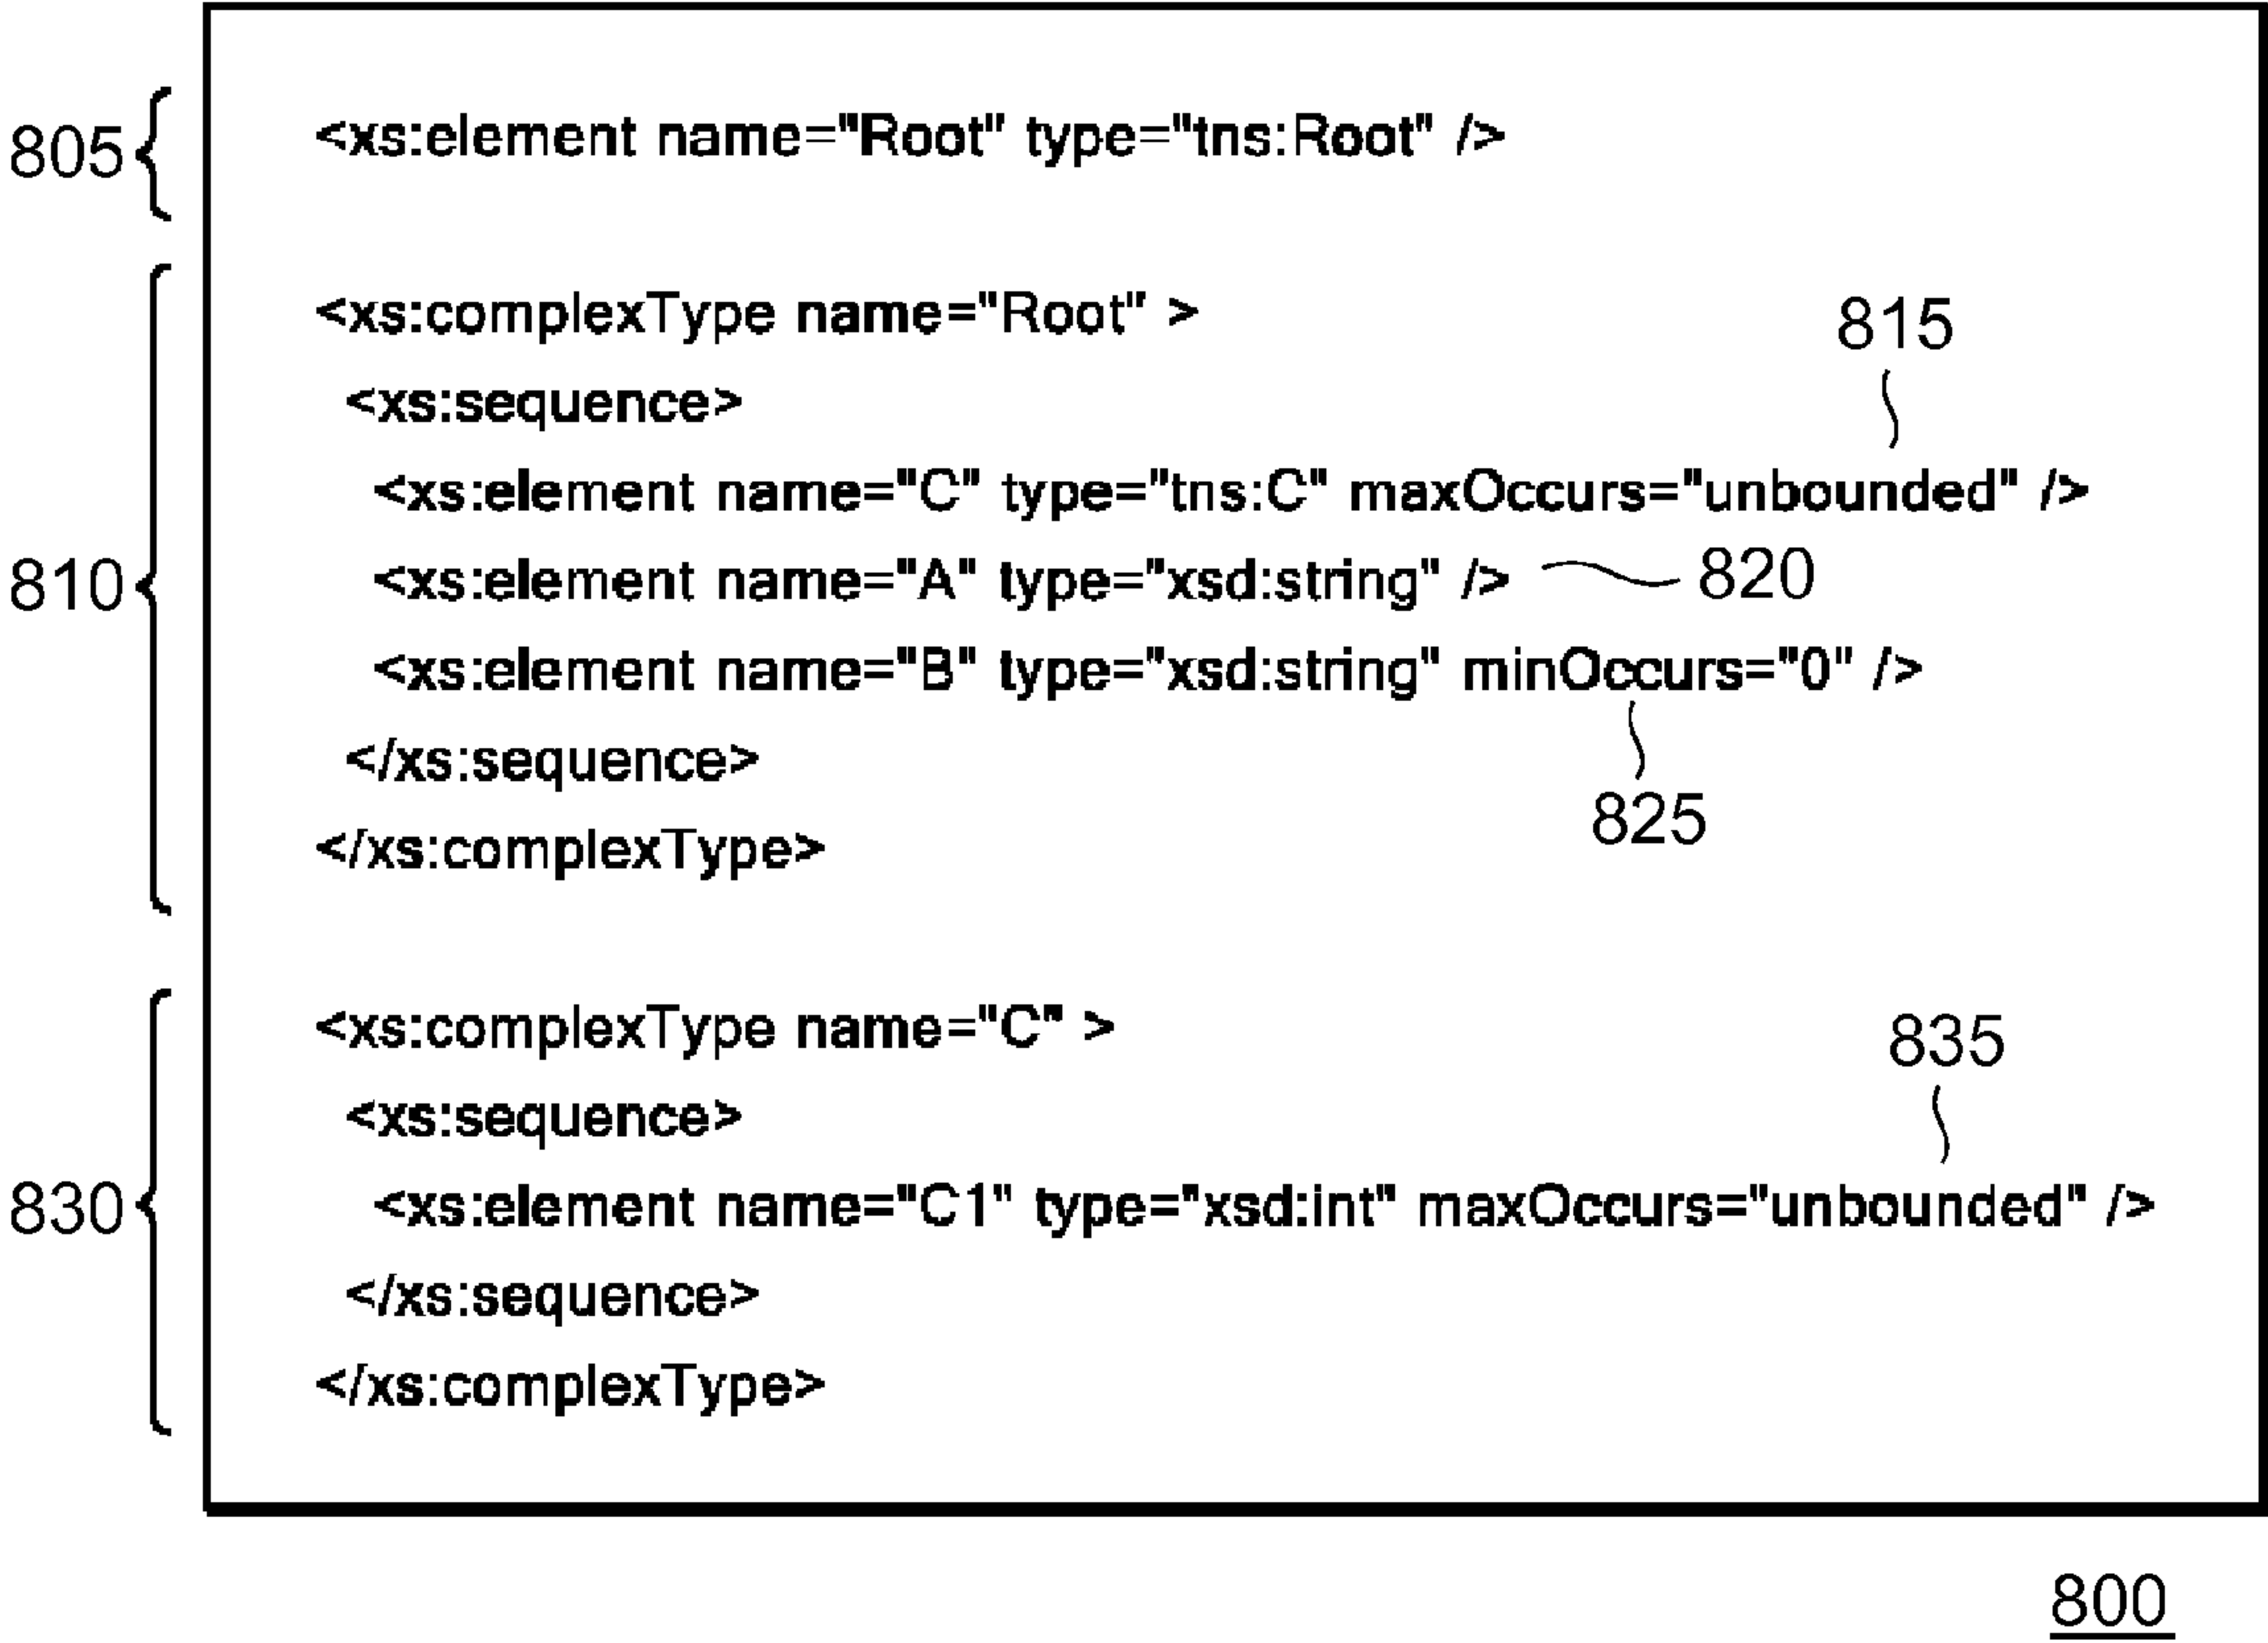 805
<xs:element name="Root" type="tns:Root" />
810
<xs:complexType name="Root" >
<xs:sequence>
815
<xs:element name="C" type="tns:C" maxOccurs="unbounded" />
<xs:element name="A" type="xsd:string" /> 820
<xs:element name="B" type="xsd:string" minOccurs="0" />
825
</xs:sequence>
</xs:complexType>
830
<xs:complexType name="C" >
835
<xs:sequence>
<xs:element name="C1" type="xsd:int" maxOccurs="unbounded" />
</xs:sequence>
</xs:complexType>
800